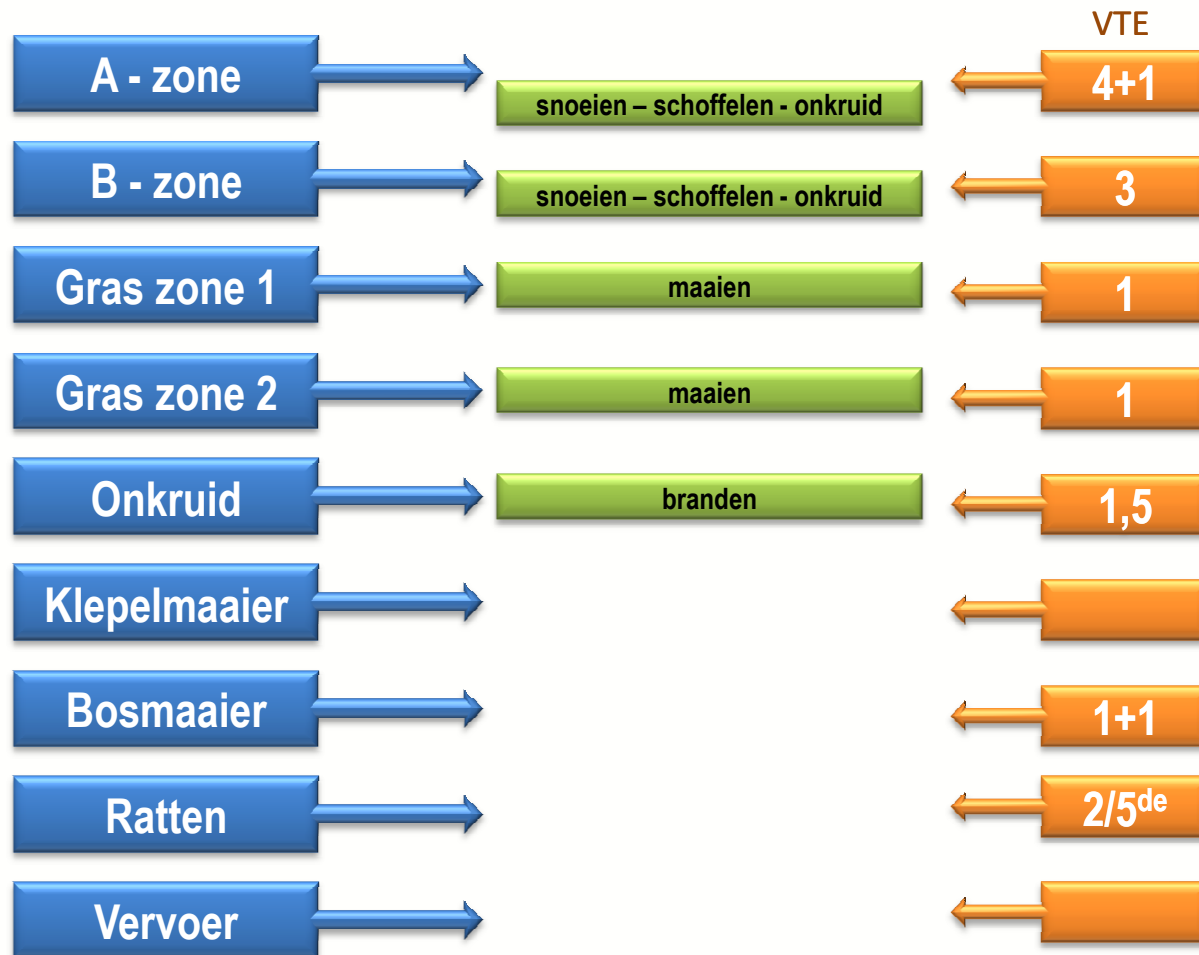 VTE
A - zone
snoeien – schoffelen - onkruid
4+1
B - zone
snoeien – schoffelen - onkruid
3
Gras zone 1
maaien
1
Gras zone 2
maaien
1
Onkruid
branden
1,5
Klepelmaaier
Bosmaaier
1+1
Ratten
2/5de
Vervoer